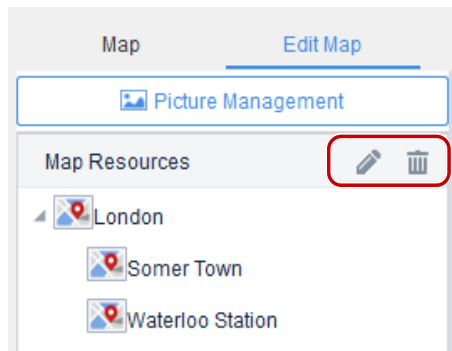 Map Edit Map
Picture Management
Map Resources
London
Somer Town
Waterloo Station